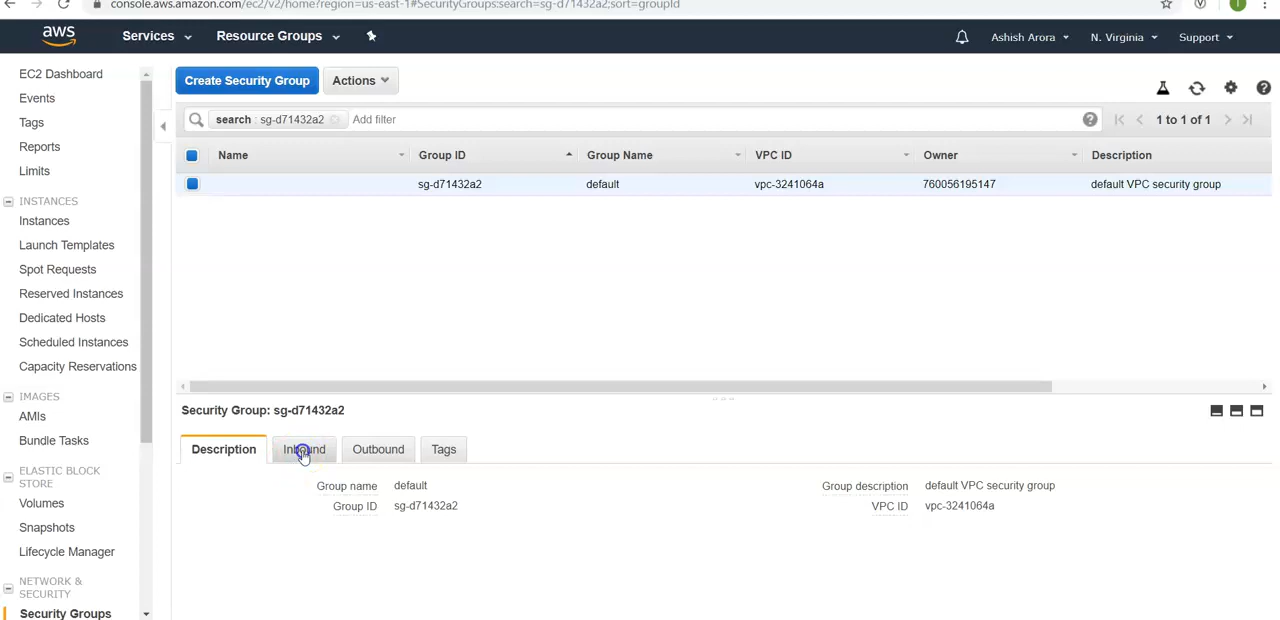 console.aws.amazon.com/ec2/v2/home?region=us-east-1#SecurityGroups:search=sg-d71432a2;sort=groupId
aws Services Resource Groups Ashish Arora N. Virginia Support
EC2 Dashboard
Events
Tags
Reports
Limits
INSTANCES
Instances
Launch Templates
Spot Requests
Reserved Instances
Dedicated Hosts
Scheduled Instances
Capacity Reservations
IMAGES
AMIs
Bundle Tasks
ELASTIC BLOCK
STORE
Volumes
Snapshots
Lifecycle Manager
NETWORK &
SECURITY
Security Groups
Create Security Group Actions
search : sg-d71432a2 Add filter 1 to 1 of 1
Name Group ID Group Name VPC ID Owner Description
sg-d71432a2 default vpc-3241064a 760056195147 default VPC security group
Security Group: sg-d71432a2
Description Inbound Outbound Tags
Group name default Group description default VPC security group
Group ID sg-d71432a2 VPC ID vpc-3241064a